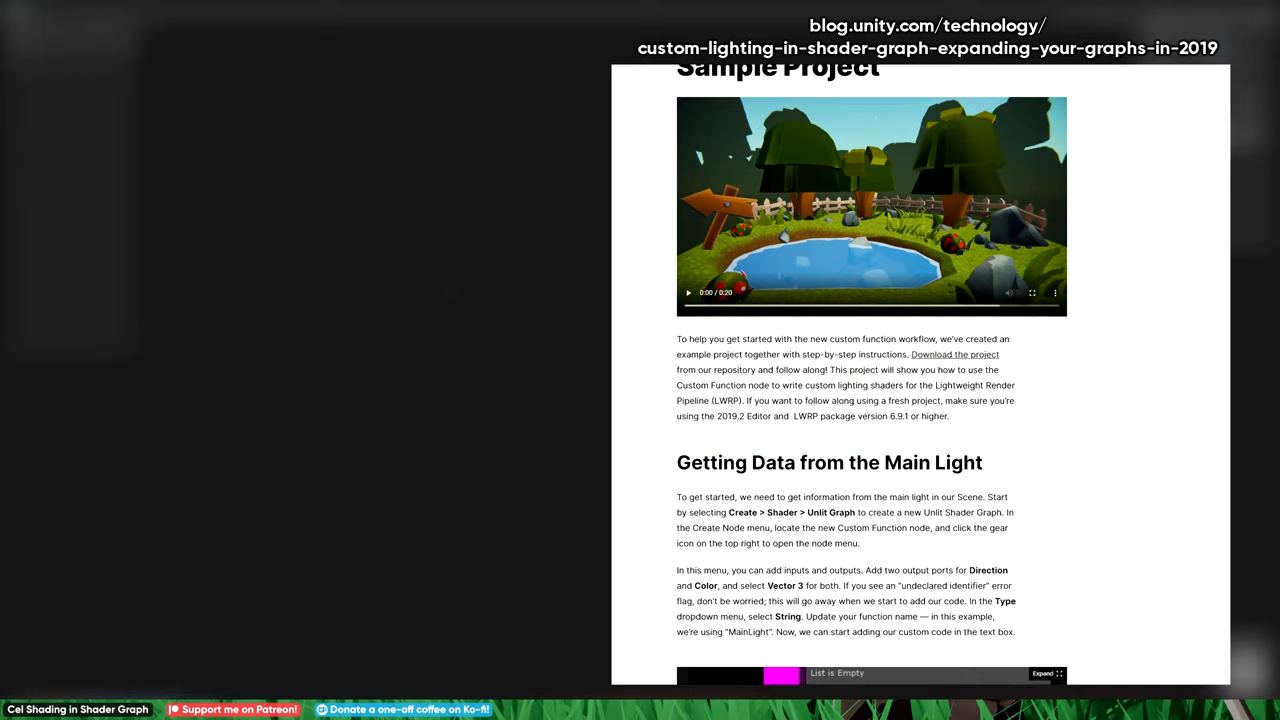 blog.unity.com/technology/
custom-lighting-in-shader-graph-expanding-your-graphs-in-2019
Sample Project
0:00 / 0:20
To help you get started with the new custom function workflow, we've created an
example project together with step-by-step instructions. Download the project
from our repository and follow along! This project will show you how to use the
Custom Function node to write custom lighting shaders for the Lightweight Render
Pipeline (LWRP). If you want to follow along using a fresh project, make sure you're
using the 2019.2 Editor and LWRP package version 6.9.1 or higher.
Getting Data from the Main Light
To get started, we need to get information from the main light in our Scene. Start
by selecting Create > Shader > Unlit Graph to create a new Unlit Shader Graph. In
the Create Node menu, locate the new Custom Function node, and click the gear
icon on the top right to open the node menu.
In this menu, you can add inputs and outputs. Add two output ports for Direction
and Color, and select Vector 3 for both. If you see an "undeclared identifier" error
flag, don't be worried; this will go away when we start to add our code. In the Type
dropdown menu, select String. Update your function name — in this example,
we're using "MainLight". Now, we can start adding our custom code in the text box.
List is Empty
Expand
Cel Shading in Shader Graph
Support me on Patreon!
Donate a one-off coffee on Ko-fi!